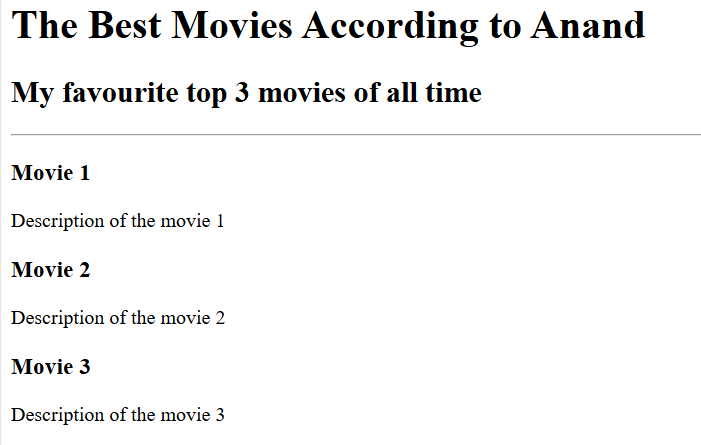 The Best Movies According to Anand
My favourite top 3 movies of all time
Movie 1
Description of the movie 1
Movie 2
Description of the movie 2
Movie 3
Description of the movie 3